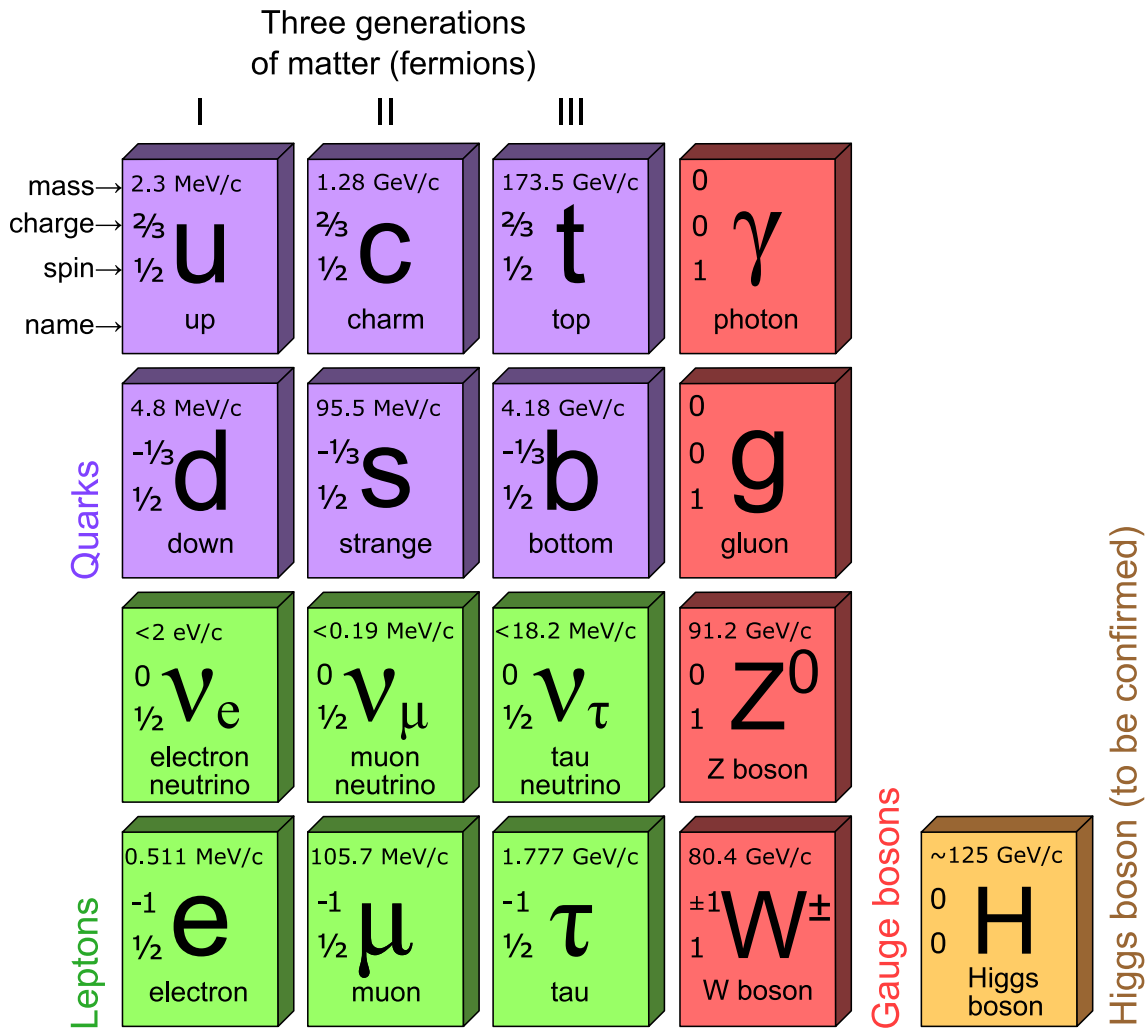 Three generations
of matter (fermions)
I II III
mass→
charge→
spin→
name→
2.3 MeV/c
⅔
½
u
up
1.28 GeV/c
⅔
½
c
charm
173.5 GeV/c
⅔
½
t
top
0
0
1
γ
photon
Quarks
4.8 MeV/c
-⅓
½
d
down
95.5 MeV/c
-⅓
½
s
strange
4.18 GeV/c
-⅓
½
b
bottom
0
0
1
g
gluon
<2 eV/c
0
½
νe
electron
neutrino
<0.19 MeV/c
0
½
νμ
muon
neutrino
<18.2 MeV/c
0
½
ντ
tau
neutrino
91.2 GeV/c
0
1
Z⁰
Z boson
Leptons
0.511 MeV/c
-1
½
e
electron
105.7 MeV/c
-1
½
μ
muon
1.777 GeV/c
-1
½
τ
tau
80.4 GeV/c
±1
1
W±
W boson
Gauge bosons
~125 GeV/c
0
0
H
Higgs
boson
Higgs boson (to be confirmed)